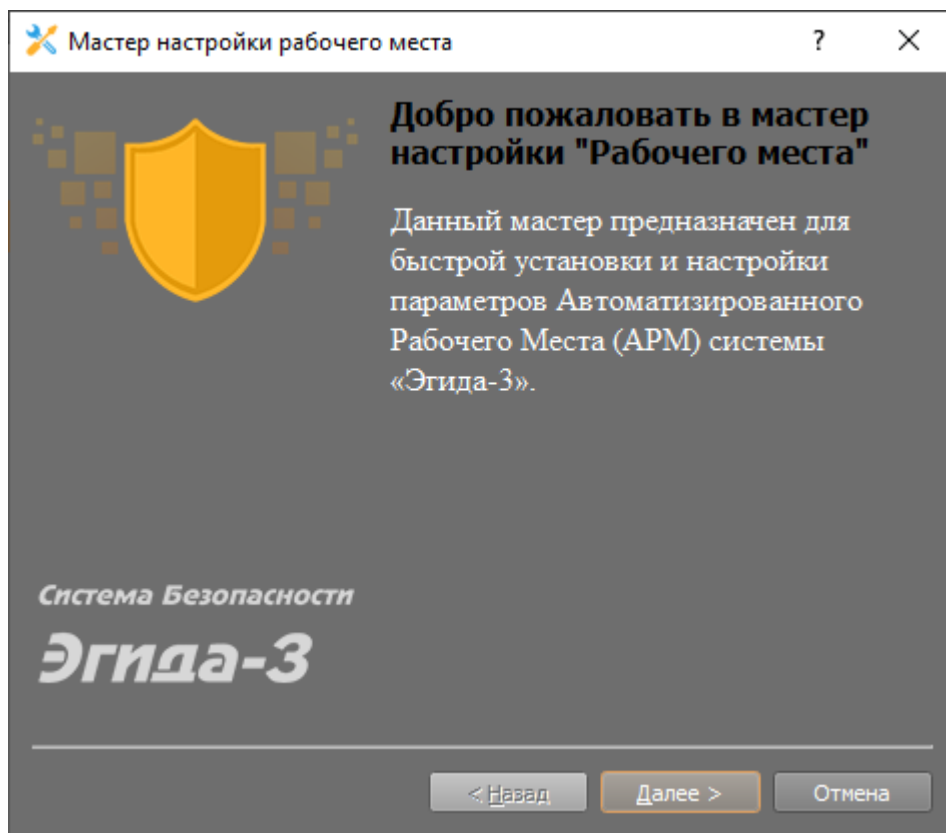 Мастер настройки рабочего места
?
Добро пожаловать в мастер
настройки "Рабочего места"
Данный мастер предназначен для
быстрой установки и настройки
параметров Автоматизированного
Рабочего Места (АРМ) системы
«Эгида-3».
Система Безопасности
Эгида-3
< Назад
Далее >
Отмена